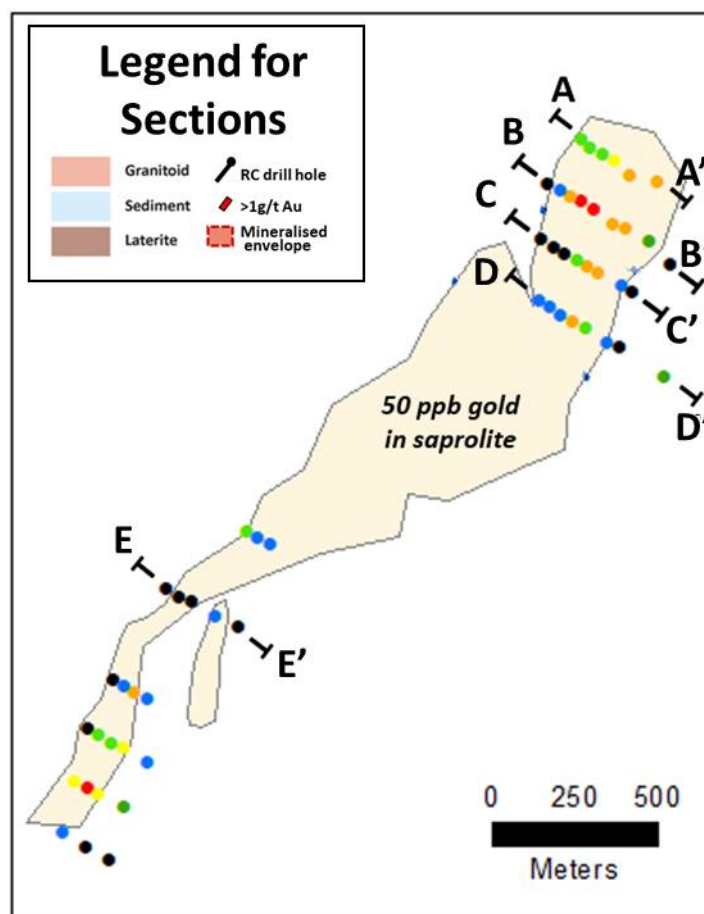 Legend for
Sections
Granitoid
RC drill hole
Sediment
>1g/t Au
Laterite
Mineralised
envelope
A
A'
B
B'
C
C'
D
D'
50 ppb gold
in saprolite
E
E'
0 250 500
Meters